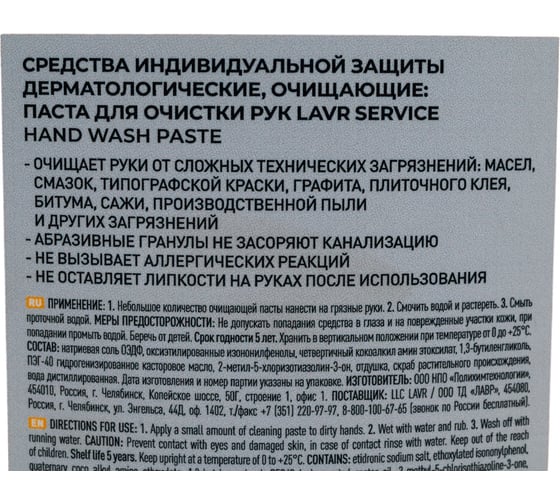 СРЕДСТВА ИНДИВИДУАЛЬНОЙ ЗАЩИТЫ
ДЕРМАТОЛОГИЧЕСКИЕ, ОЧИЩАЮЩИЕ:
ПАСТА ДЛЯ ОЧИСТКИ РУК LAVR SERVICE
HAND WASH PASTE
- ОЧИЩАЕТ РУКИ ОТ СЛОЖНЫХ ТЕХНИЧЕСКИХ ЗАГРЯЗНЕНИЙ: МАСЕЛ,
СМАЗОК, ТИПОГРАФСКОЙ КРАСКИ, ГРАФИТА, ПЛИТОЧНОГО КЛЕЯ,
БИТУМА, САЖИ, ПРОИЗВОДСТВЕННОЙ ПЫЛИ
И ДРУГИХ ЗАГРЯЗНЕНИЙ
- АБРАЗИВНЫЕ ГРАНУЛЫ НЕ ЗАСОРЯЮТ КАНАЛИЗАЦИЮ
- НЕ ВЫЗЫВАЕТ АЛЛЕРГИЧЕСКИХ РЕАКЦИЙ
- НЕ ОСТАВЛЯЕТ ЛИПКОСТИ НА РУКАХ ПОСЛЕ ИСПОЛЬЗОВАНИЯ
RU ПРИМЕНЕНИЕ: 1. Небольшое количество очищающей пасты нанести на грязные руки. 2. Смочить водой и растереть. 3. Смыть
проточной водой. МЕРЫ ПРЕДОСТОРОЖНОСТИ: Не допускать попадания средства в глаза и на поврежденные участки кожи, при
попадании промыть водой. Беречь от детей. Срок годности 5 лет. Хранить в вертикальном положении при температуре от 0 до +25°С.
СОСТАВ: натриевая соль ОЭДФ, оксиэтилированные изононилфенолы, четвертичный кокоалкил амин этоксилат, 1,3-бутиленгликоль,
ПЭГ-40 гидрогенизированное касторовое масло, 2-метил-5-хлоризотиазолин-3-он, отдушка, скраб растительного происхождения,
вода дистиллированная. Дата изготовления и номер партии указаны на упаковке. ИЗГОТОВИТЕЛЬ: ООО НПО «Полихимтехнологии»,
454010, Россия, г. Челябинск, Копейское шоссе, 50Г, офис 1. ПОСТАВЩИК: LLC LAVR / ООО ТД «ЛАВР», 454080,
Россия, г. Челябинск, ул. Энгельса, 44Д, оф. 1402, т./факс +7 (351) 220-97-97, 8-800-100-67-65 (звонок по России бесплатный)
EN DIRECTIONS FOR USE: 1. Apply a small amount of cleaning paste to dirty hands. 2. Wet with water and rub. 3. Wash off with
running water. CAUTION: Prevent contact with eyes and damaged skin, in case of contact rinse with water. Keep out of the reach
of children. Shelf life 5 years. Keep upright at a temperature of 0 to +25°C. CONTAINS: etidronic sodium salt, ethoxylated isononylphenol,